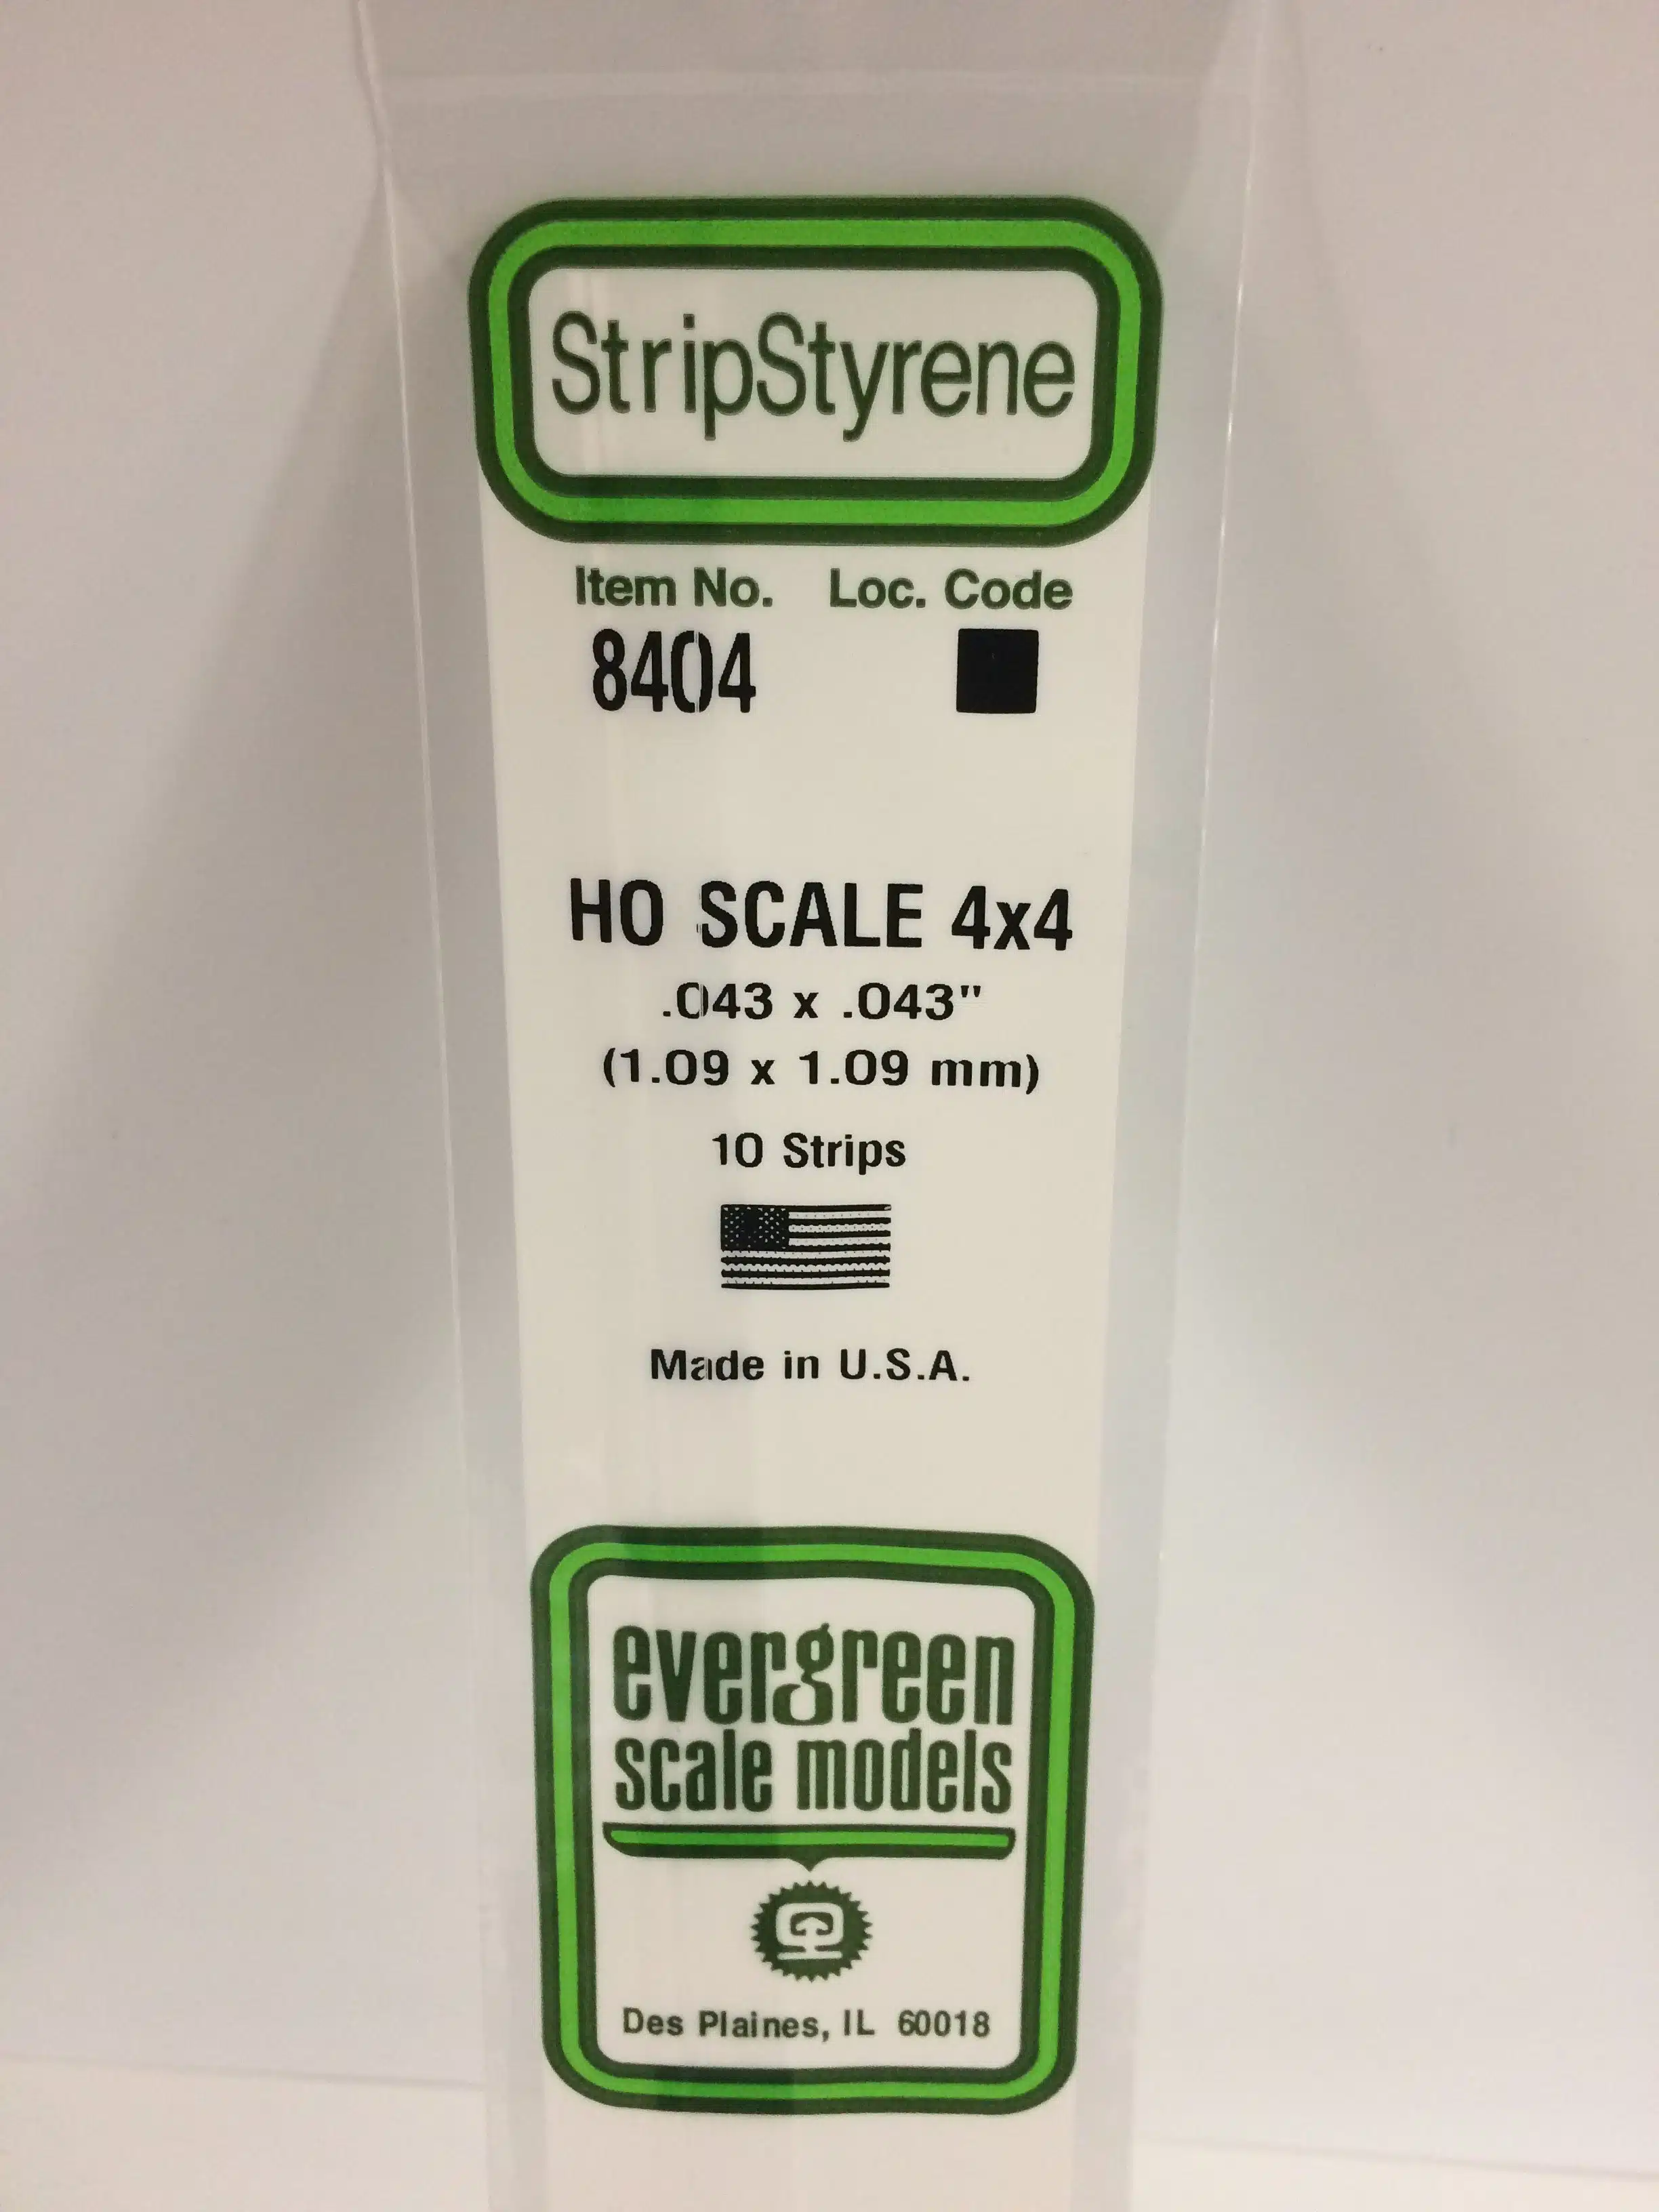 StripStyrene
Item No. Loc. Code
8404
HO SCALE 4x4
.043 x .043"
(1.09 x 1.09 mm)
10 Strips
Made in U.S.A.
evergreen
scale models
Des Plaines, IL 60018